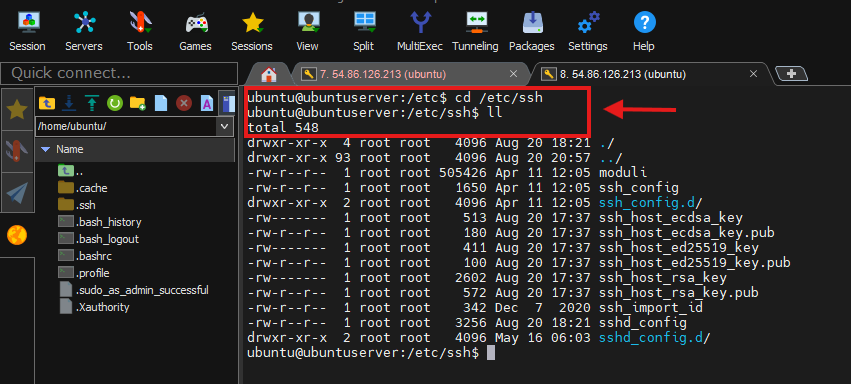 Session
Servers
Tools
Games
Sessions
View
Split
MultiExec
Tunneling
Packages
Settings
Help
Quick connect...
7. 54.86.126.213 (ubuntu)
8. 54.86.126.213 (ubuntu)
/home/ubuntu/
Name
..
.cache
.ssh
.bash_history
.bash_logout
.bashrc
.profile
.sudo_as_admin_successful
.Xauthority
ubuntu@ubuntuserver:/etc$ cd /etc/ssh
ubuntu@ubuntuserver:/etc/ssh$ ll
total 548
drwxr-xr-x  4 root root   4096 Aug 20 18:21 ./
drwxr-xr-x 93 root root   4096 Aug 20 20:57 ../
-rw-r--r--  1 root root 505426 Apr 11 12:05 moduli
-rw-r--r--  1 root root   1650 Apr 11 12:05 ssh_config
drwxr-xr-x  2 root root   4096 Apr 11 12:05 ssh_config.d/
-rw-------  1 root root    513 Aug 20 17:37 ssh_host_ecdsa_key
-rw-r--r--  1 root root    180 Aug 20 17:37 ssh_host_ecdsa_key.pub
-rw-------  1 root root    411 Aug 20 17:37 ssh_host_ed25519_key
-rw-r--r--  1 root root    100 Aug 20 17:37 ssh_host_ed25519_key.pub
-rw-------  1 root root   2602 Aug 20 17:37 ssh_host_rsa_key
-rw-r--r--  1 root root    572 Aug 20 17:37 ssh_host_rsa_key.pub
-rw-r--r--  1 root root    342 Dec  7  2020 ssh_import_id
-rw-r--r--  1 root root   3256 Aug 20 18:21 sshd_config
drwxr-xr-x  2 root root   4096 May 16 06:03 sshd_config.d/
ubuntu@ubuntuserver:/etc/ssh$